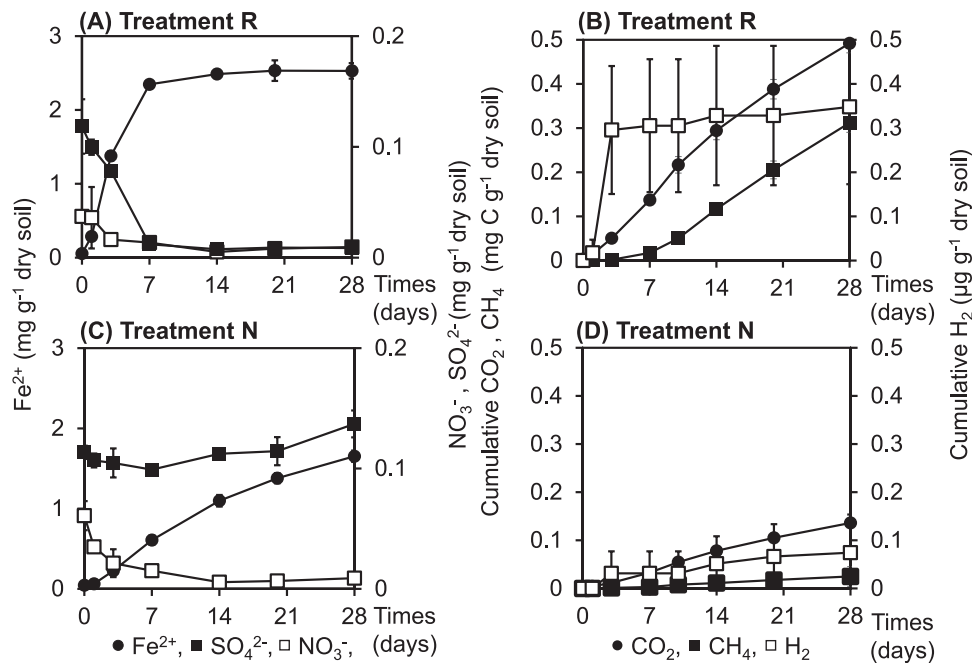 (A) Treatment R
(B) Treatment R
3
2
1
0
0.2
0.1
0
0 7 14 21 28
Times
(days)
0.5
0.4
0.3
0.2
0.1
0
0.5
0.4
0.3
0.2
0.1
0
0 7 14 21 28
Times
(days)
Fe²⁺ (mg g⁻¹ dry soil)
NO₃⁻ , SO₄²⁻ (mg g⁻¹ dry soil)
Cumulative CO₂ , CH₄ (mg C g⁻¹ dry soil)
Cumulative H₂ (µg g⁻¹ dry soil)
(C) Treatment N
(D) Treatment N
3
2
1
0
0.2
0.1
0
0 7 14 21 28
Times
(days)
0.5
0.4
0.3
0.2
0.1
0
0.5
0.4
0.3
0.2
0.1
0
0 7 14 21 28
Times
(days)
Fe²⁺, SO₄²⁻ NO₃⁻,
CO₂, CH₄, H₂